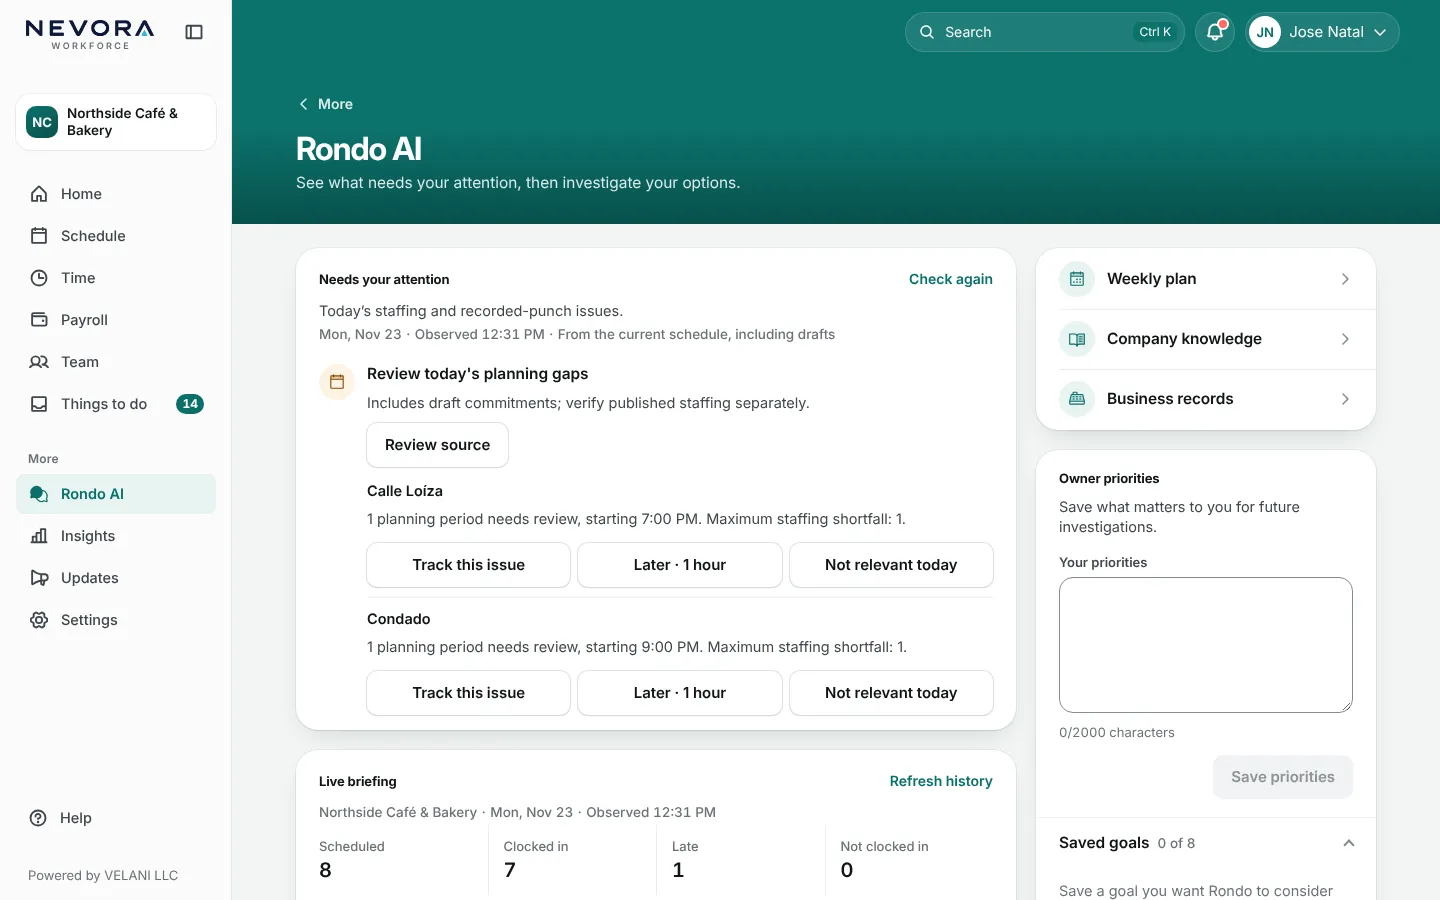 NEVORA
WORKFORCE
NC
Northside Café &
Bakery
Home
Schedule
Time
Payroll
Team
Things to do 14
More
Rondo AI
Insights
Updates
Settings
Help
Powered by VELANI LLC
Search Ctrl K
JN Jose Natal
More
Rondo AI
See what needs your attention, then investigate your options.
Needs your attention Check again
Today's staffing and recorded-punch issues.
Mon, Nov 23 · Observed 12:31 PM · From the current schedule, including drafts
Review today's planning gaps
Includes draft commitments; verify published staffing separately.
Review source
Calle Loíza
1 planning period needs review, starting 7:00 PM. Maximum staffing shortfall: 1.
Track this issue Later · 1 hour Not relevant today
Condado
1 planning period needs review, starting 9:00 PM. Maximum staffing shortfall: 1.
Track this issue Later · 1 hour Not relevant today
Live briefing Refresh history
Northside Café & Bakery · Mon, Nov 23 · Observed 12:31 PM
Scheduled Clocked in Late Not clocked in
8 7 1 0
Weekly plan
Company knowledge
Business records
Owner priorities
Save what matters to you for future
investigations.
Your priorities
0/2000 characters
Save priorities
Saved goals 0 of 8
Save a goal you want Rondo to consider